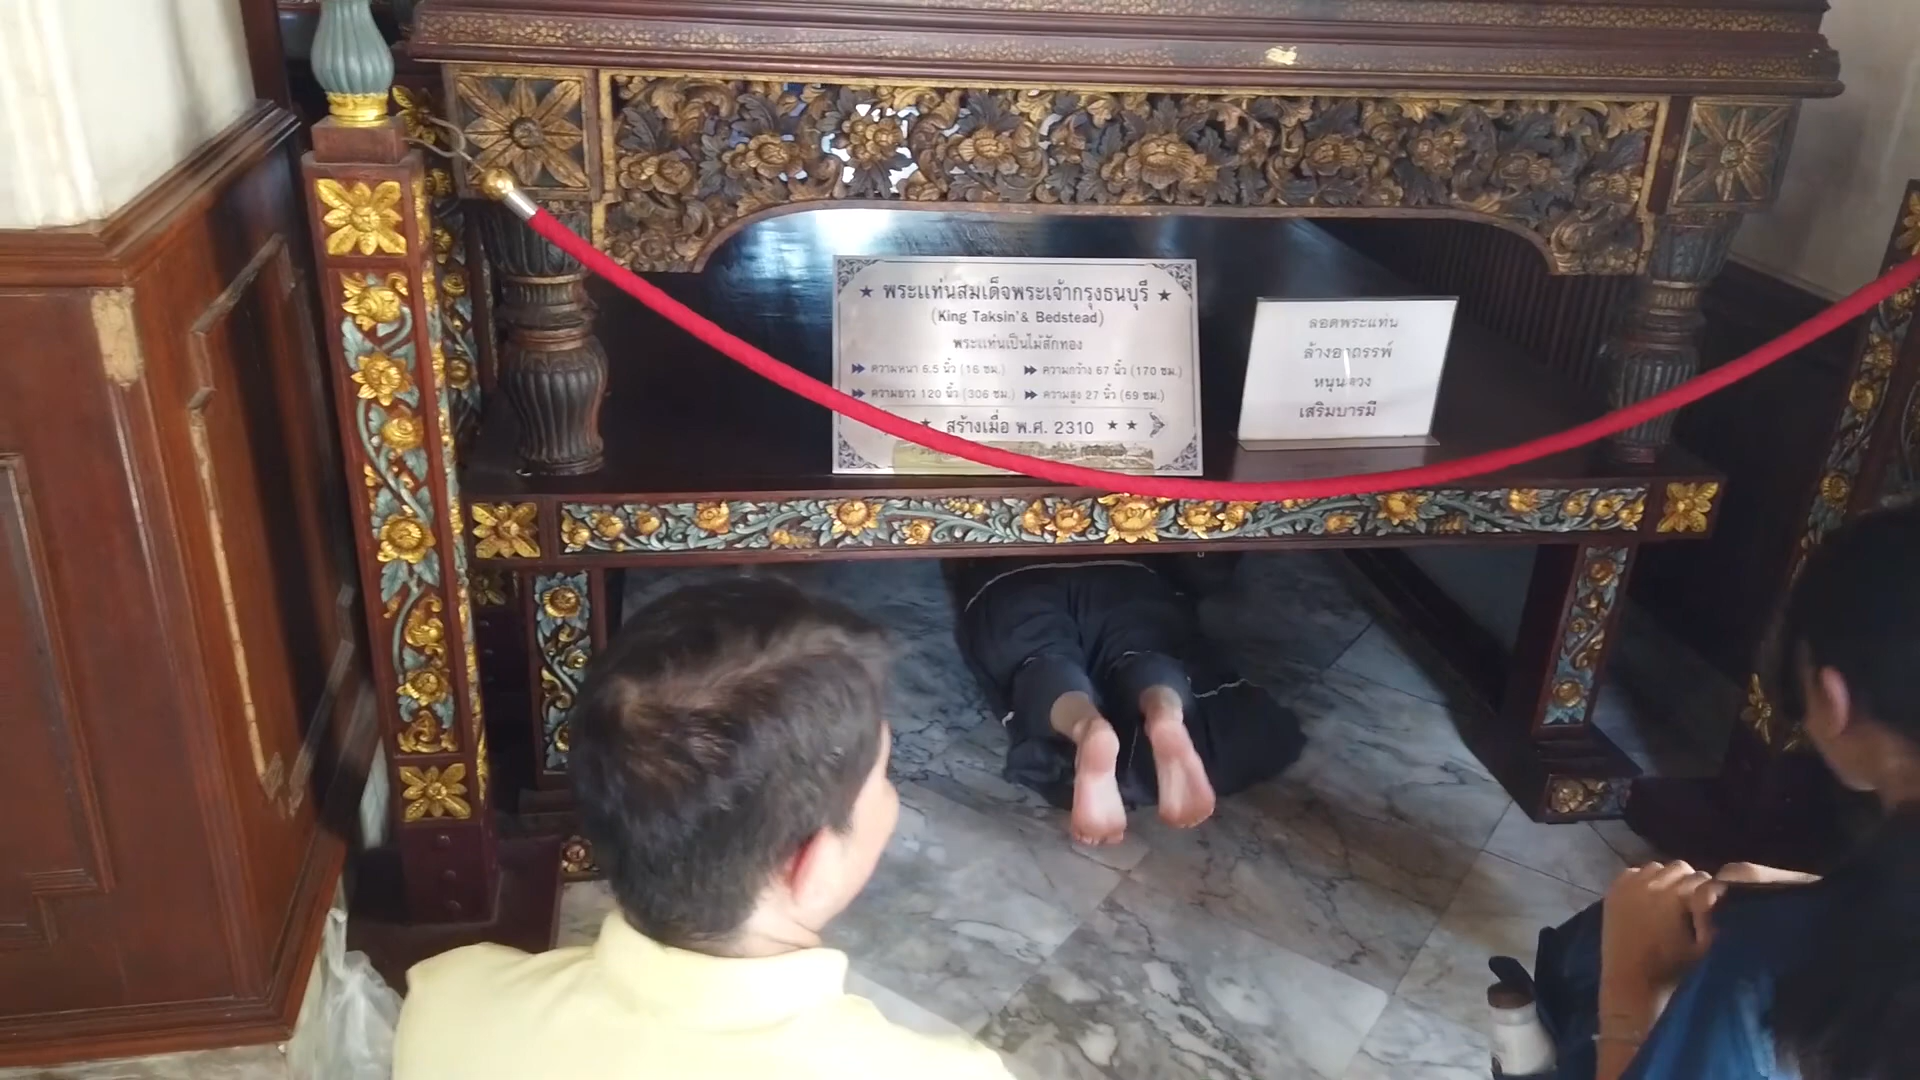 ★ พระแท่นสมเด็จพระเจ้ากรุงธนบุรี ★
(King Taksin'& Bedstead)
พระแท่นเป็นไม้สักทอง
ความหนา 6.5 นิ้ว (16 ซม.) ความกว้าง 67 นิ้ว (170 ซม.)
ความยาว 120 นิ้ว (306 ซม.) ความสูง 27 นิ้ว (69 ซม.)
★ สร้างเมื่อ พ.ศ. 2310 ★ ★
ลอดพระแท่น
ล้างอาถรรพ์
หนุนดวง
เสริมบารมี